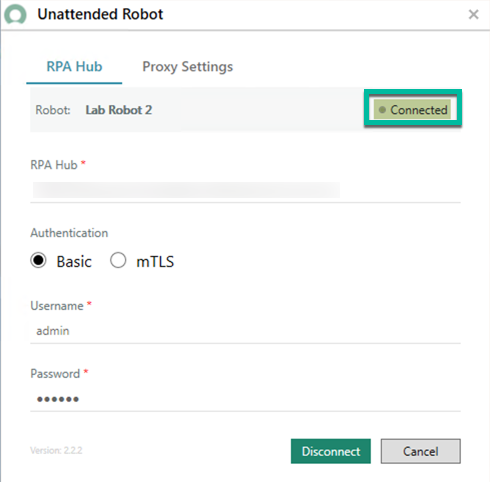 Unattended Robot
RPA Hub Proxy Settings
Robot: Lab Robot 2 Connected
RPA Hub *
Authentication
Basic mTLS
Username *
admin
Password *
••••••
Version: 2.2.2 Disconnect Cancel